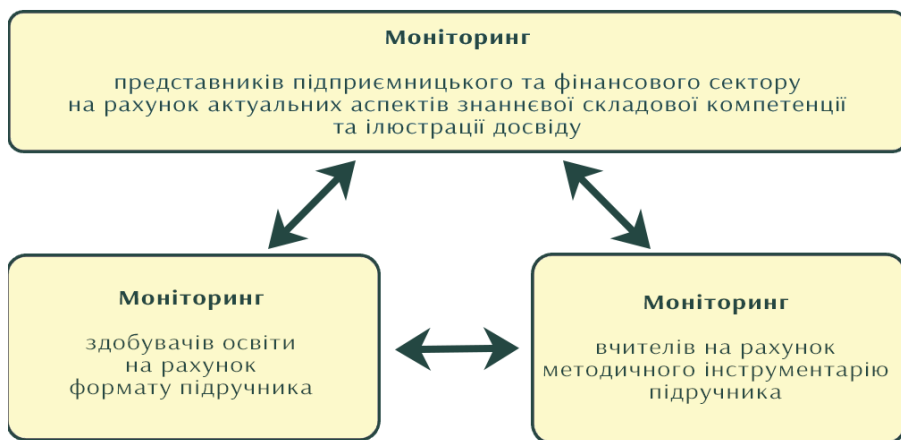 Моніторинг
представників підприємницького та фінансового сектору
на рахунок актуальних аспектів знаннєвої складової компетенції
та ілюстрації досвіду
Моніторинг
здобувачів освіти
на рахунок
формату підручника
Моніторинг
вчителів на рахунок
методичного інструментарію
підручника